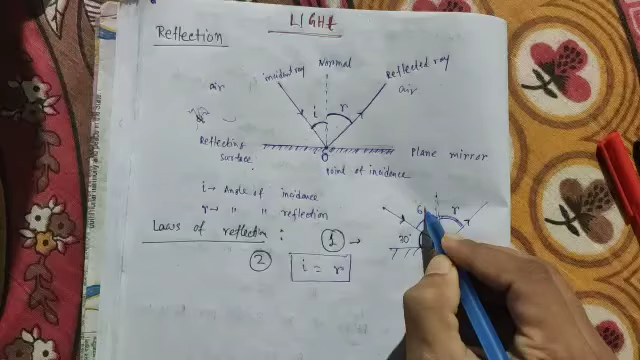 LIGHt
Reflection
Normal
incident ray
Reflected ray
air
air
i
r
Reflecting
surface
O
Plane mirror
Point of incidence
i → Angle of incidence
r → " " reflection
Laws of reflection :
① →
②
i = r
6
r
30°